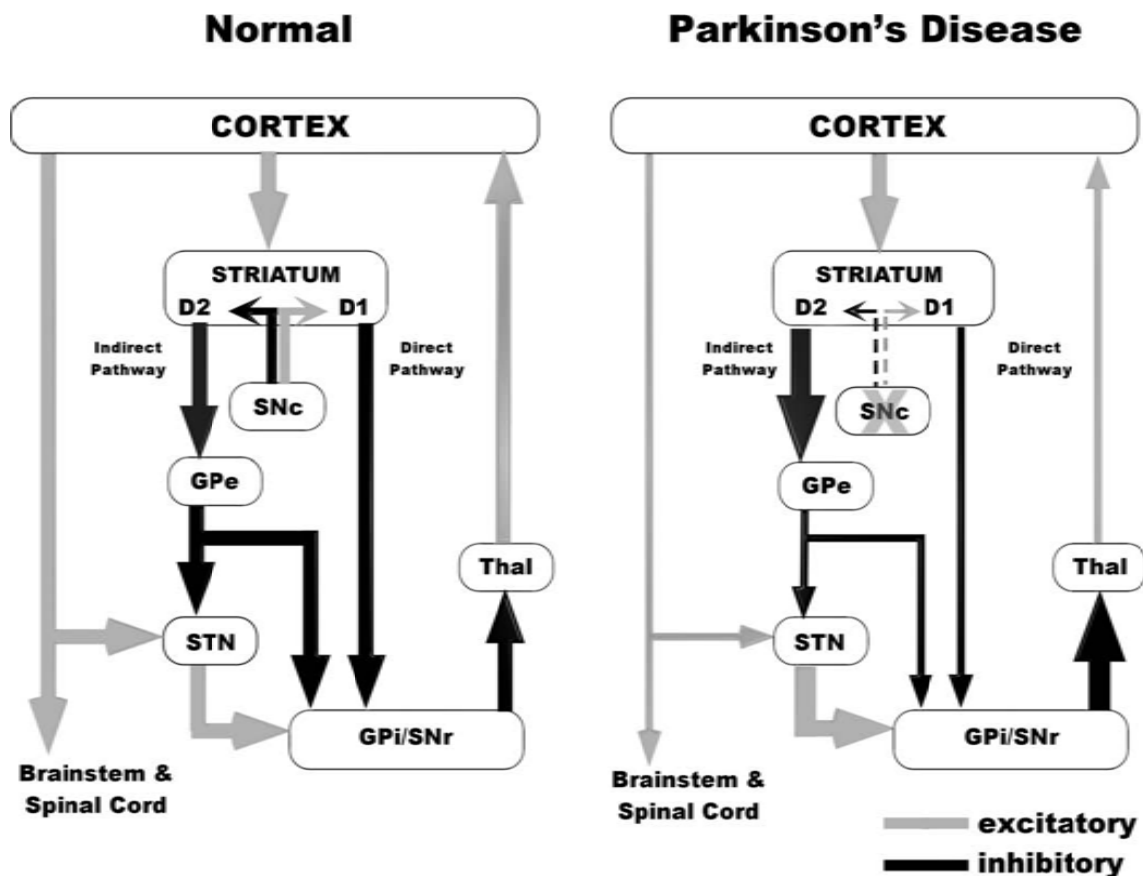 Normal
CORTEX
STRIATUM
D2
D1
Indirect
Pathway
Direct
Pathway
SNc
GPe
Thal
STN
GPi/SNr
Brainstem &
Spinal Cord
Parkinson’s Disease
CORTEX
STRIATUM
D2
D1
Indirect
Pathway
Direct
Pathway
SNc
GPe
Thal
STN
GPi/SNr
Brainstem &
Spinal Cord
excitatory
inhibitory